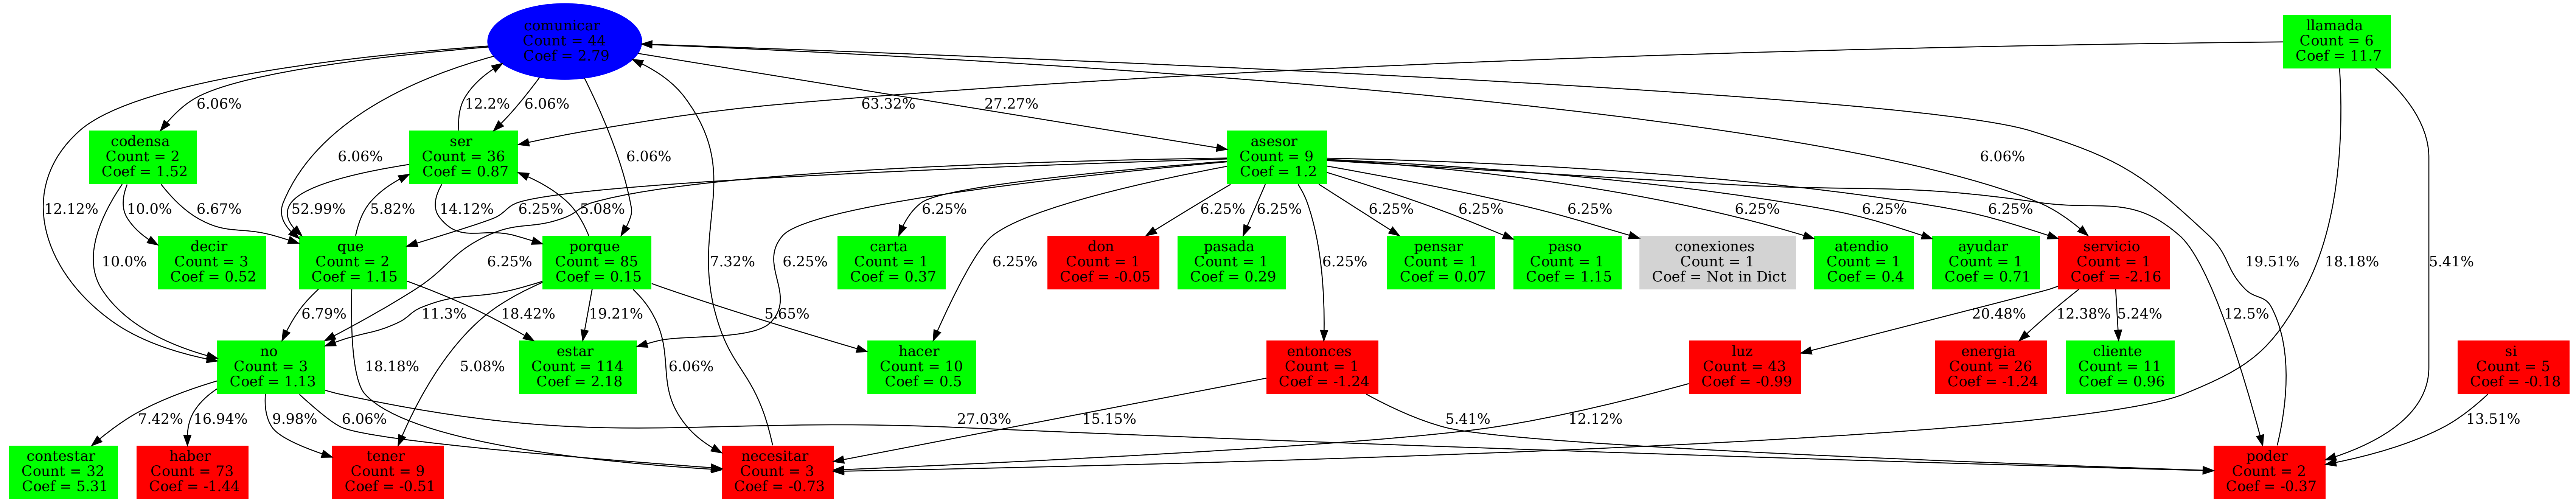 comunicar
Count = 44
Coef = 2.79
llamada
Count = 6
Coef = 11.7
6.06%
12.2%
6.06%
63.32%
27.27%
codensa
Count = 2
Coef = 1.52
ser
Count = 36
Coef = 0.87
asesor
Count = 9
Coef = 1.2
6.06%
6.06%
6.06%
12.12%
10.0%
6.67%
52.99%
5.82%
14.12%
6.25%
5.08%
6.25%
6.25%
6.25%
6.25%
6.25%
6.25%
6.25%
6.25%
6.25%
decir
Count = 3
Coef = 0.52
que
Count = 2
Coef = 1.15
porque
Count = 85
Coef = 0.15
carta
Count = 1
Coef = 0.37
don
Count = 1
Coef = -0.05
pasada
Count = 1
Coef = 0.29
pensar
Count = 1
Coef = 0.07
paso
Count = 1
Coef = 1.15
conexiones
Count = 1
Coef = Not in Dict
atendio
Count = 1
Coef = 0.4
ayudar
Count = 1
Coef = 0.71
servicio
Count = 1
Coef = -2.16
10.0%
6.25%
7.32%
6.25%
6.25%
6.25%
19.51%
18.18%
5.41%
6.79%
11.3%
18.42%
19.21%
5.65%
20.48%
12.38%
5.24%
12.5%
no
Count = 3
Coef = 1.13
estar
Count = 114
Coef = 2.18
hacer
Count = 10
Coef = 0.5
entonces
Count = 1
Coef = -1.24
luz
Count = 43
Coef = -0.99
energia
Count = 26
Coef = -1.24
cliente
Count = 11
Coef = 0.96
si
Count = 5
Coef = -0.18
18.18%
5.08%
6.06%
7.42%
16.94%
9.98%
6.06%
27.03%
15.15%
5.41%
12.12%
13.51%
contestar
Count = 32
Coef = 5.31
haber
Count = 73
Coef = -1.44
tener
Count = 9
Coef = -0.51
necesitar
Count = 3
Coef = -0.73
poder
Count = 2
Coef = -0.37